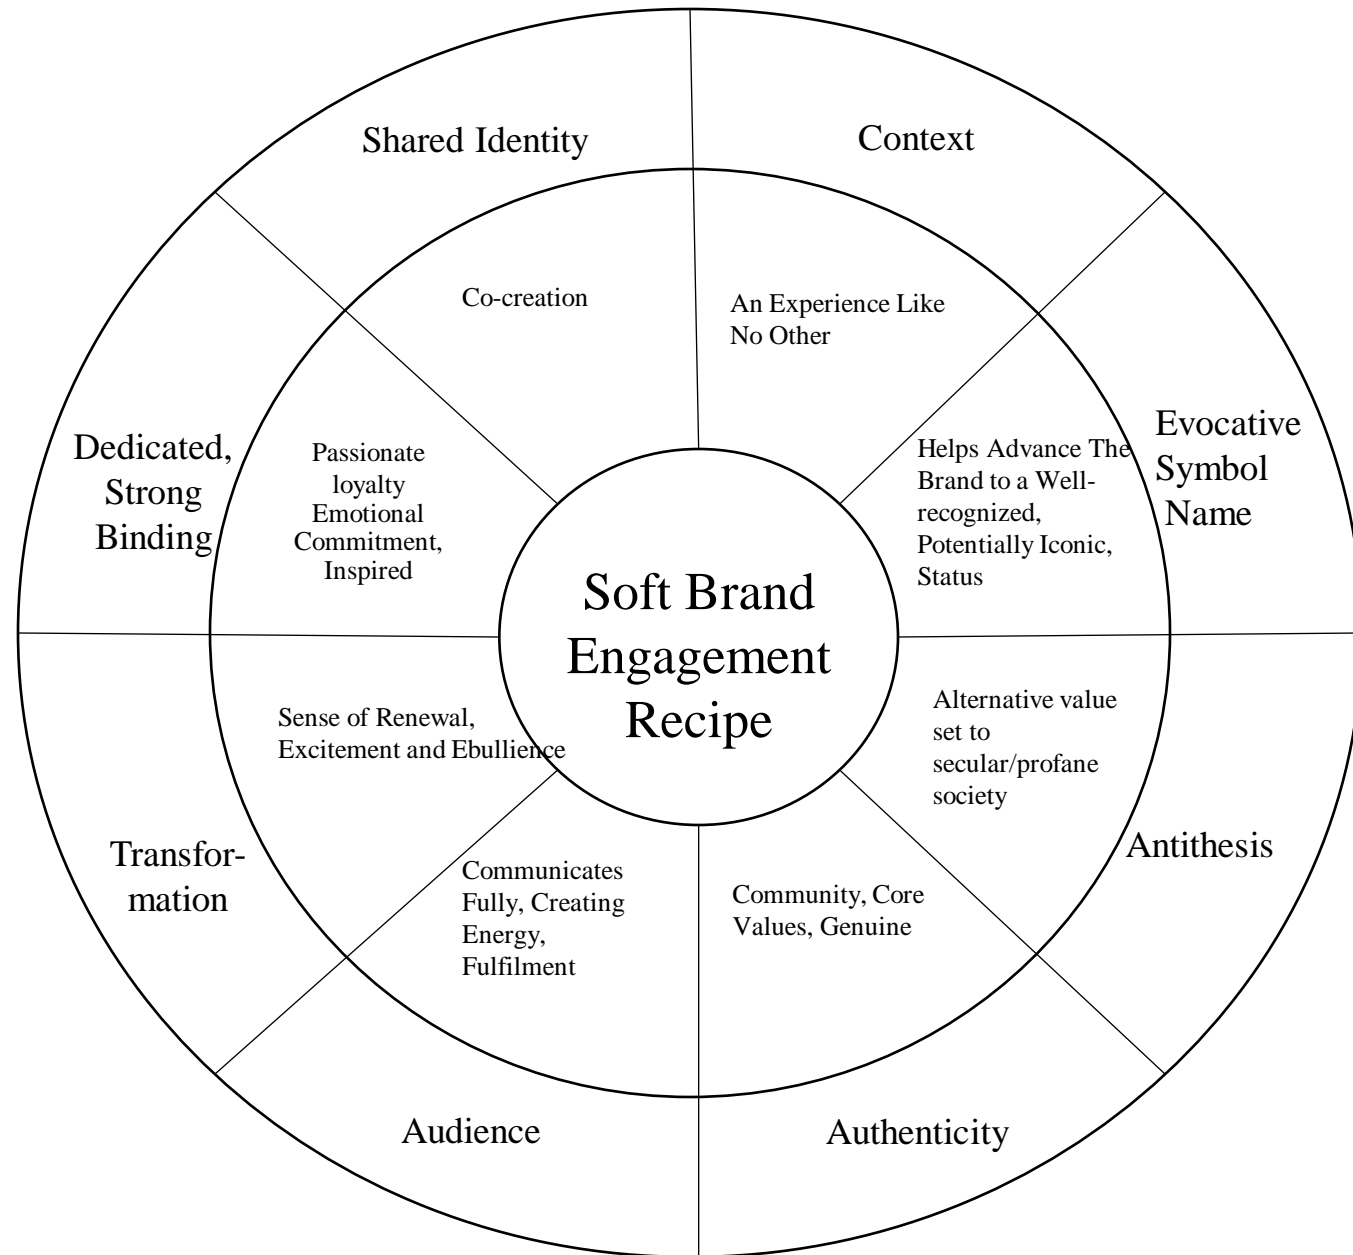 Shared Identity
Context
Co-creation
An Experience Like
No Other
Dedicated,
Strong
Binding
Passionate
loyalty
Emotional
Commitment,
Inspired
Helps Advance The
Brand to a Well-
recognized,
Potentially Iconic,
Status
Evocative
Symbol
Name
Soft Brand
Engagement
Recipe
Sense of Renewal,
Excitement and Ebullience
Alternative value
set to
secular/profane
society
Transfor-
mation
Antithesis
Communicates
Fully, Creating
Energy,
Fulfilment
Community, Core
Values, Genuine
Audience
Authenticity